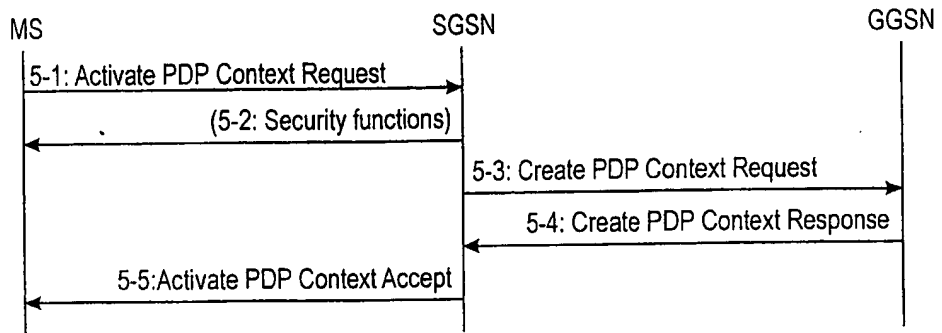 MS SGSN GGSN
5-1: Activate PDP Context Request
(5-2: Security functions)
5-3: Create PDP Context Request
5-4: Create PDP Context Response
5-5:Activate PDP Context Accept